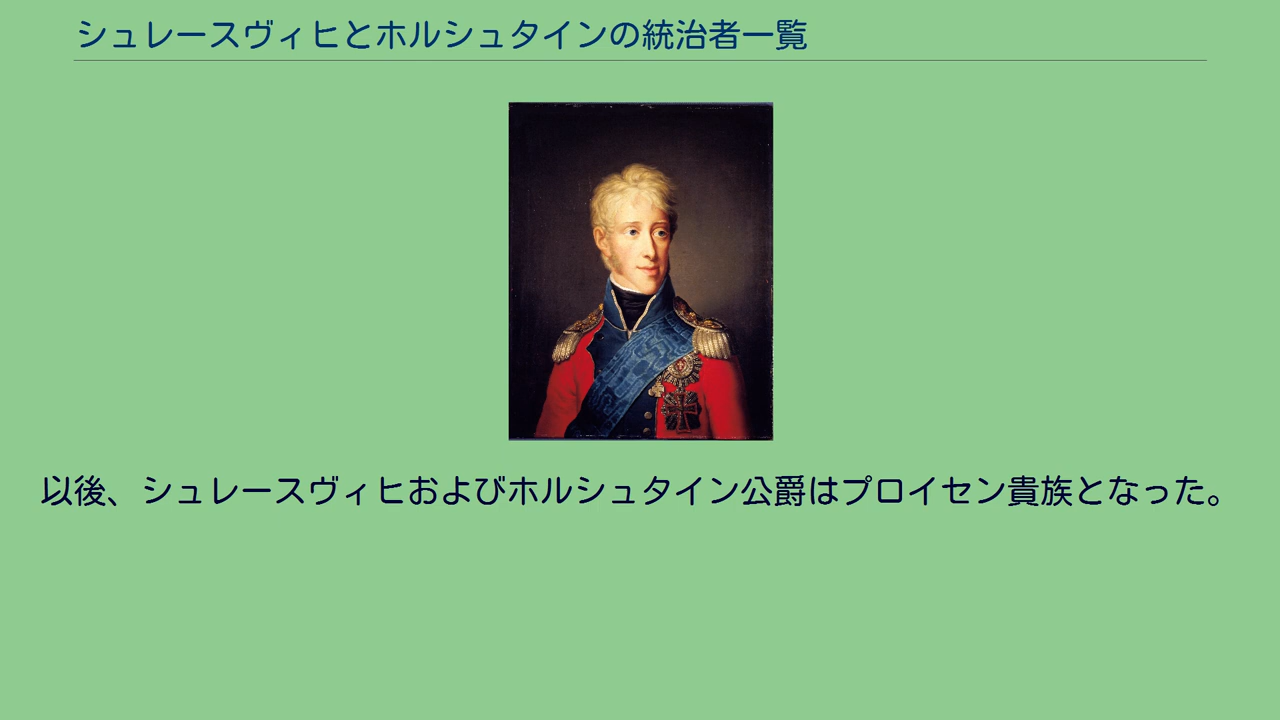 シュレースヴィヒとホルシュタインの統治者一覧
以後、シュレースヴィヒおよびホルシュタイン公爵はプロイセン貴族となった。